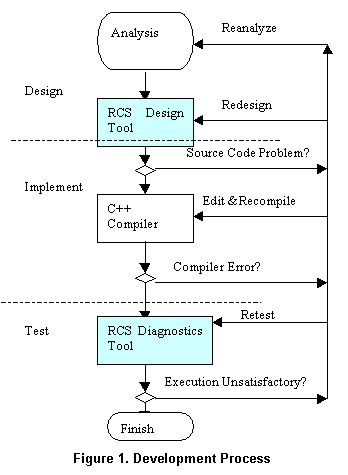 Analysis
Reanalyze
Design
RCS Design
Tool
Redesign
Source Code Problem?
Implement
C++
Compiler
Edit & Recompile
Compiler Error?
Test
RCS Diagnostics
Tool
Retest
Execution Unsatisfactory?
Finish
Figure 1. Development Process